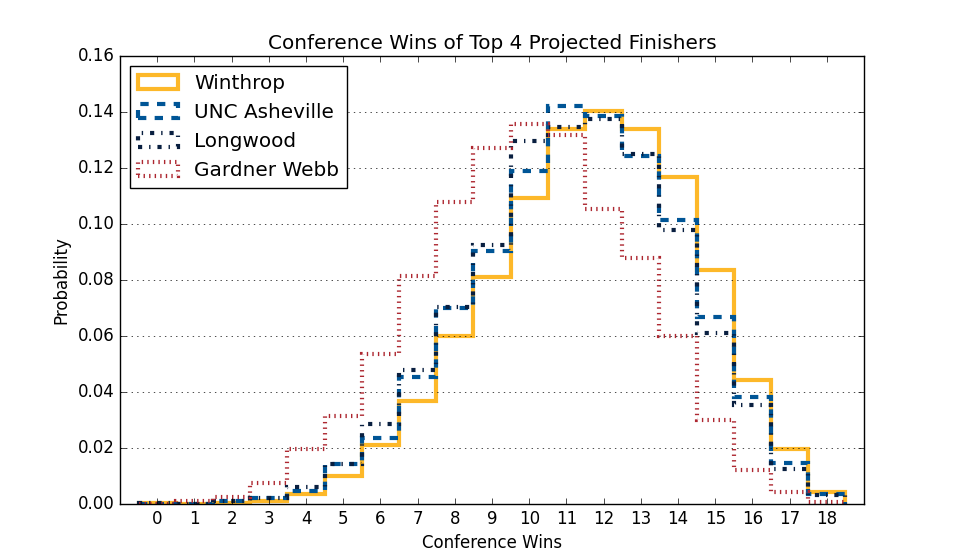 Conference Wins of Top 4 Projected Finishers
0.16
0.14
0.12
0.10
0.08
0.06
0.04
0.02
0.00
Probability
Winthrop
UNC Asheville
Longwood
Gardner Webb
0 1 2 3 4 5 6 7 8 9 10 11 12 13 14 15 16 17 18
Conference Wins